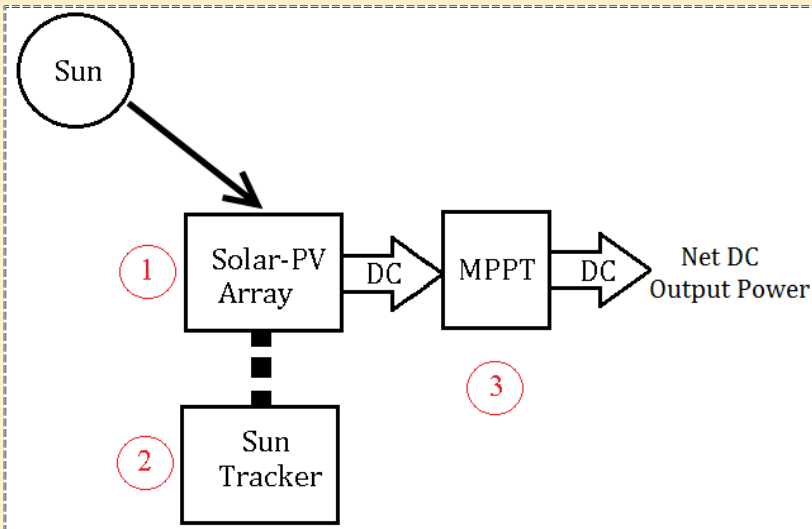 Sun
1
Solar-PV
Array
DC
MPPT
DC
Net DC
Output Power
3
2
Sun
Tracker